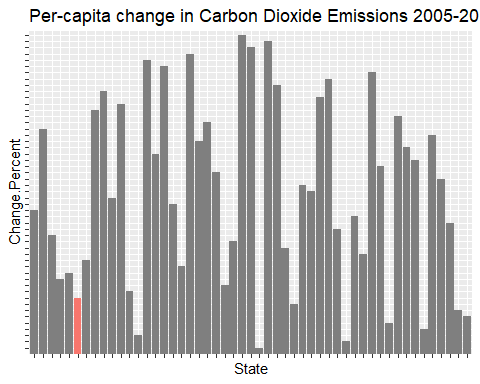 Per-capita change in Carbon Dioxide Emissions 2005-20
Change.Percent
State